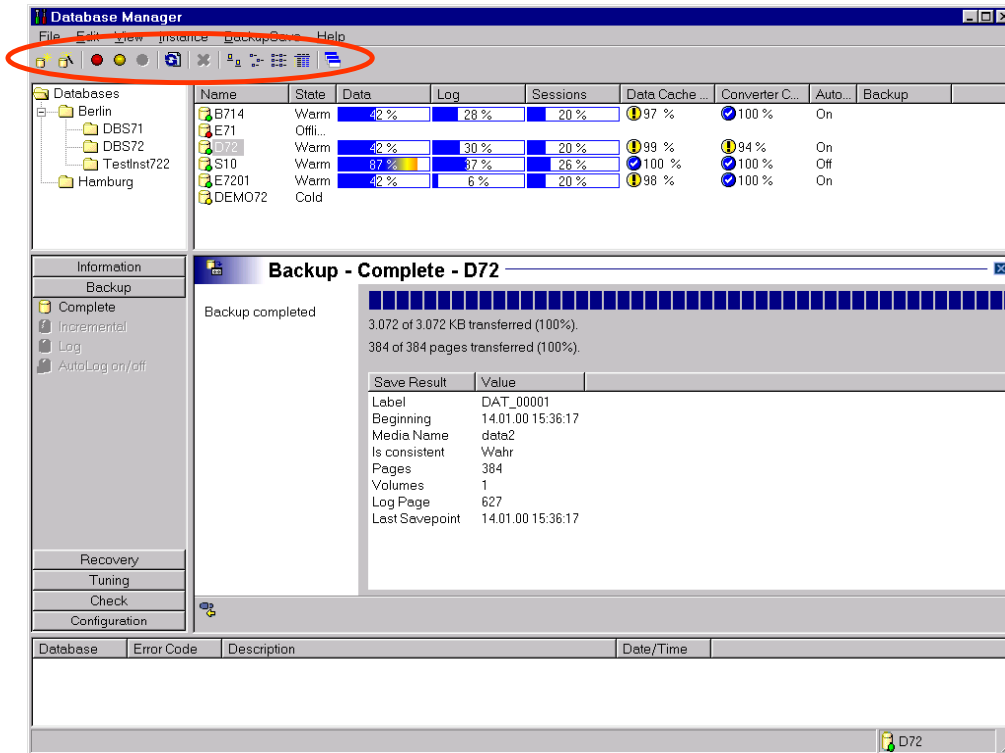 Database Manager
File Edit View Instance BackupSave Help
Databases
Berlin
DBS71
DBS72
TestInst722
Hamburg
Name State Data Log Sessions Data Cache ... Converter C... Auto... Backup
B714 Warm 42 % 28 % 20 % 97 % 100 % On
E71 Offli...
D72 Warm 42 % 30 % 20 % 99 % 94 % On
S10 Warm 87 % 37 % 26 % 100 % 100 % Off
E7201 Warm 42 % 6 % 20 % 98 % 100 % On
DEMO72 Cold
Information
Backup
Complete
Incremental
Log
AutoLog on/off
Recovery
Tuning
Check
Configuration
Backup - Complete - D72
Backup completed
3.072 of 3.072 KB transferred (100%).
384 of 384 pages transferred (100%).
Save Result Value
Label DAT_00001
Beginning 14.01.00 15:36:17
Media Name data2
Is consistent Wahr
Pages 384
Volumes 1
Log Page 627
Last Savepoint 14.01.00 15:36:17
Database Error Code Description Date/Time
D72